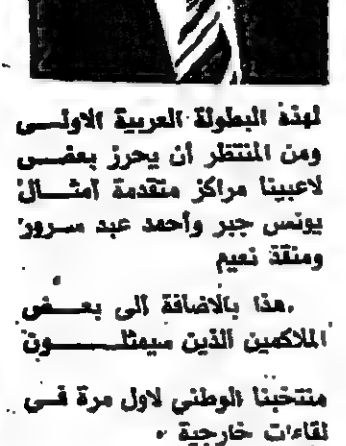 لهذه البطولة العربية الاولى
ومن المنتظر أن يحرز بعض
لاعبينا مراكز متقدمة أمثال
يونس جبر وأحمد عبد سرور
ومنقذ نعيم
هذا بالاضافة إلى بعض
الملاكمين الذين سيمثلون
منتخبنا الوطني لاول مرة في
لقاءات خارجية .